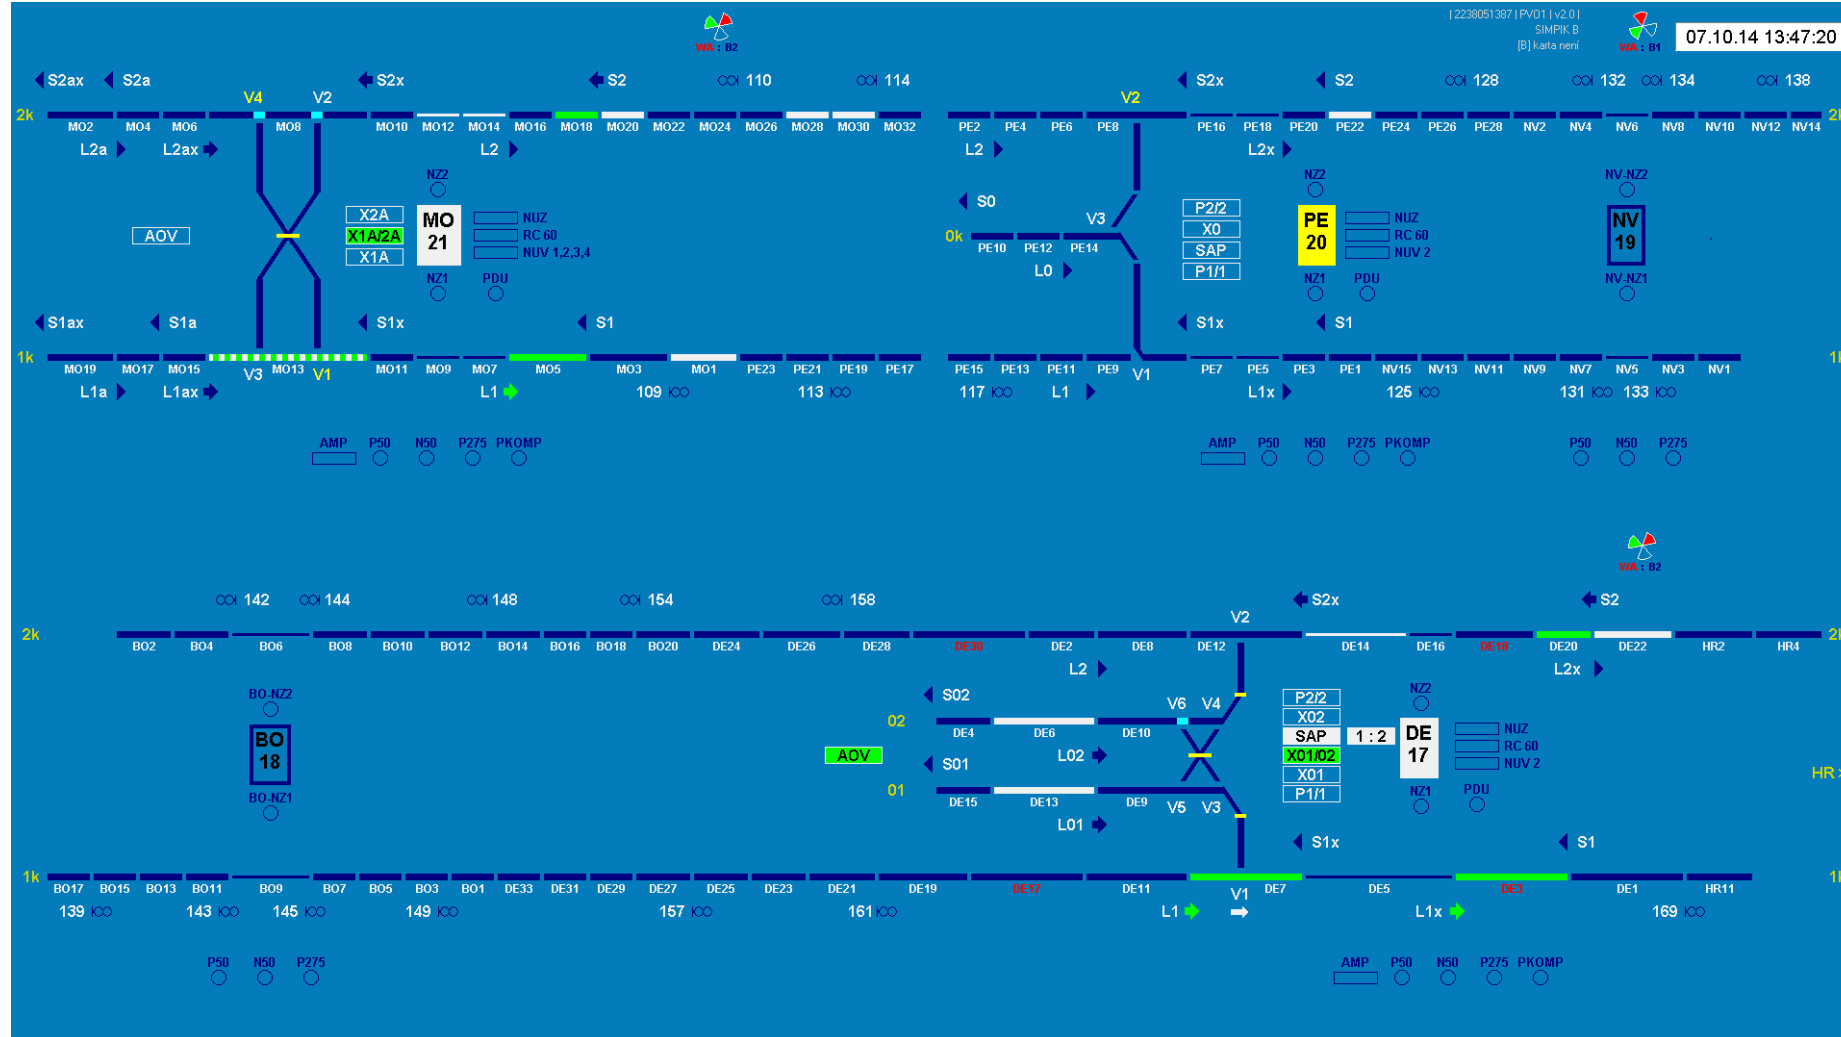 | 2238051387 | PV01 | v2.0 |
SIMPIK B
[B] karta není
WA : B2
WA : B1
07.10.14 13:47:20
S2ax S2a S2x S2 110 114 S2x S2 128 132 134 138
V4 V2 V2
2k 2k
MO2 MO4 MO6 MO8 MO10 MO12 MO14 MO16 MO18 MO20 MO22 MO24 MO26 MO28 MO30 MO32 PE2 PE4 PE6 PE8 PE16 PE18 PE20 PE22 PE24 PE26 PE28 NV2 NV4 NV6 NV8 NV10 NV12 NV14
L2a L2ax L2 L2 L2x
NZ2 NZ2 NV-NZ2
S0
X2A MO 21 NUZ P2/2 PE 20 NUZ NV 19
V3 X0
AOV X1A/2A RC 60 0k RC 60
X1A NUV 1,2,3,4 PE10 PE12 PE14 SAP NUV 2
L0 P1/1
NZ1 PDU NZ1 PDU NV-NZ1
S1ax S1a S1x S1 S1x S1
1k 1k
MO19 MO17 MO15 V3 MO13 V1 MO11 MO9 MO7 MO5 MO3 MO1 PE23 PE21 PE19 PE17 PE15 PE13 PE11 PE9 V1 PE7 PE5 PE3 PE1 NV15 NV13 NV11 NV9 NV7 NV5 NV3 NV1
L1a L1ax L1 109 113 117 L1 L1x 125 131 133
AMP P50 N50 P275 PKOMP AMP P50 N50 P275 PKOMP P50 N50 P275
WA : B2
142 144 148 154 158 S2x S2
V2
2k 2k
BO2 BO4 BO6 BO8 BO10 BO12 BO14 BO16 BO18 BO20 DE24 DE26 DE28 DE30 DE2 DE8 DE12 DE14 DE16 DE18 DE20 DE22 HR2 HR4
L2 L2x
BO-NZ2 S02 P2/2 NZ2
V6 V4
02 X02
BO 18 DE4 DE6 DE10 SAP 1 : 2 DE 17 NUZ
AOV L02 X01/02 RC 60
S01 X01 NUV 2
HR >
01 P1/1
BO-NZ1 DE15 DE13 DE9 V5 V3 NZ1 PDU
L01
S1x S1
1k 1k
BO17 BO15 BO13 BO11 BO9 BO7 BO5 BO3 BO1 DE33 DE31 DE29 DE27 DE25 DE23 DE21 DE19 DE17 DE11 V1 DE7 DE5 DE3 DE1 HR11
139 143 145 149 157 161 L1 L1x 169
P50 N50 P275 AMP P50 N50 P275 PKOMP